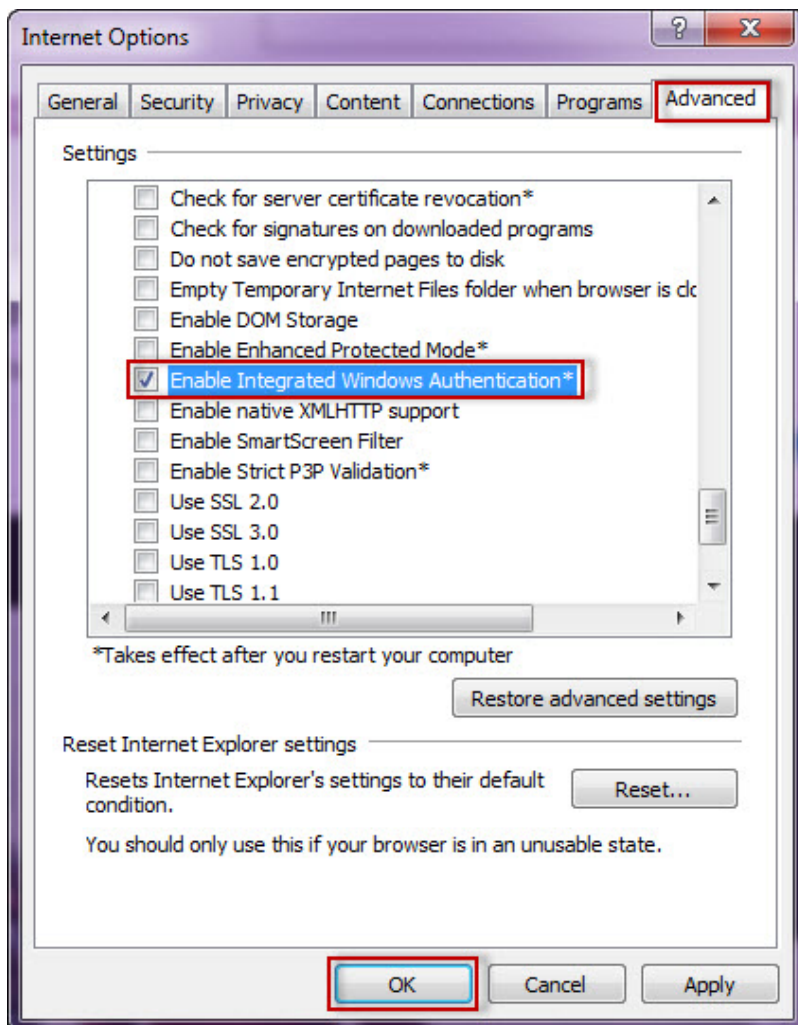 Internet Options
General Security Privacy Content Connections Programs Advanced
Settings
Check for server certificate revocation*
Check for signatures on downloaded programs
Do not save encrypted pages to disk
Empty Temporary Internet Files folder when browser is clo
Enable DOM Storage
Enable Enhanced Protected Mode*
Enable Integrated Windows Authentication*
Enable native XMLHTTP support
Enable SmartScreen Filter
Enable Strict P3P Validation*
Use SSL 2.0
Use SSL 3.0
Use TLS 1.0
Use TLS 1.1
*Takes effect after you restart your computer
Restore advanced settings
Reset Internet Explorer settings
Resets Internet Explorer's settings to their default
condition.
Reset...
You should only use this if your browser is in an unusable state.
OK Cancel Apply